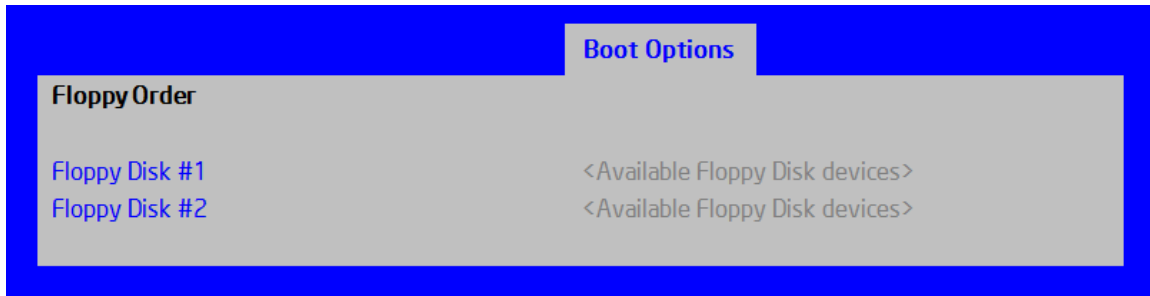 Boot Options
Floppy Order
Floppy Disk #1 <Available Floppy Disk devices>
Floppy Disk #2 <Available Floppy Disk devices>